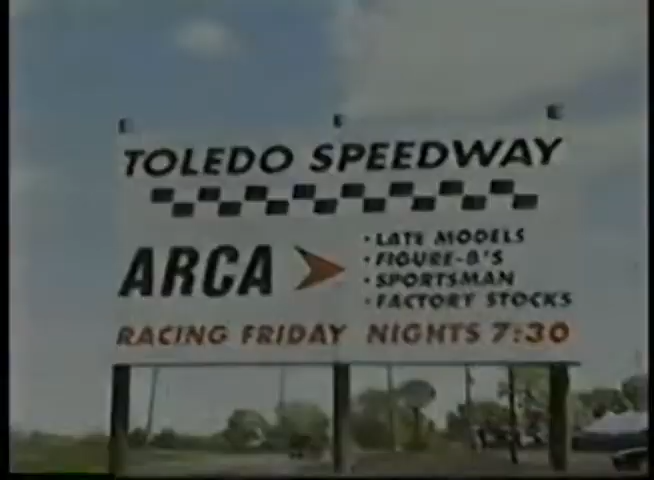 TOLEDO SPEEDWAY
ARCA
· LATE MODELS
· FIGURE-8'S
· SPORTSMAN
· FACTORY STOCKS
RACING FRIDAY NIGHTS 7:30